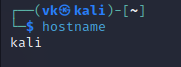 ┌──(vk㉿kali)-[~]
└─$ hostname
kali